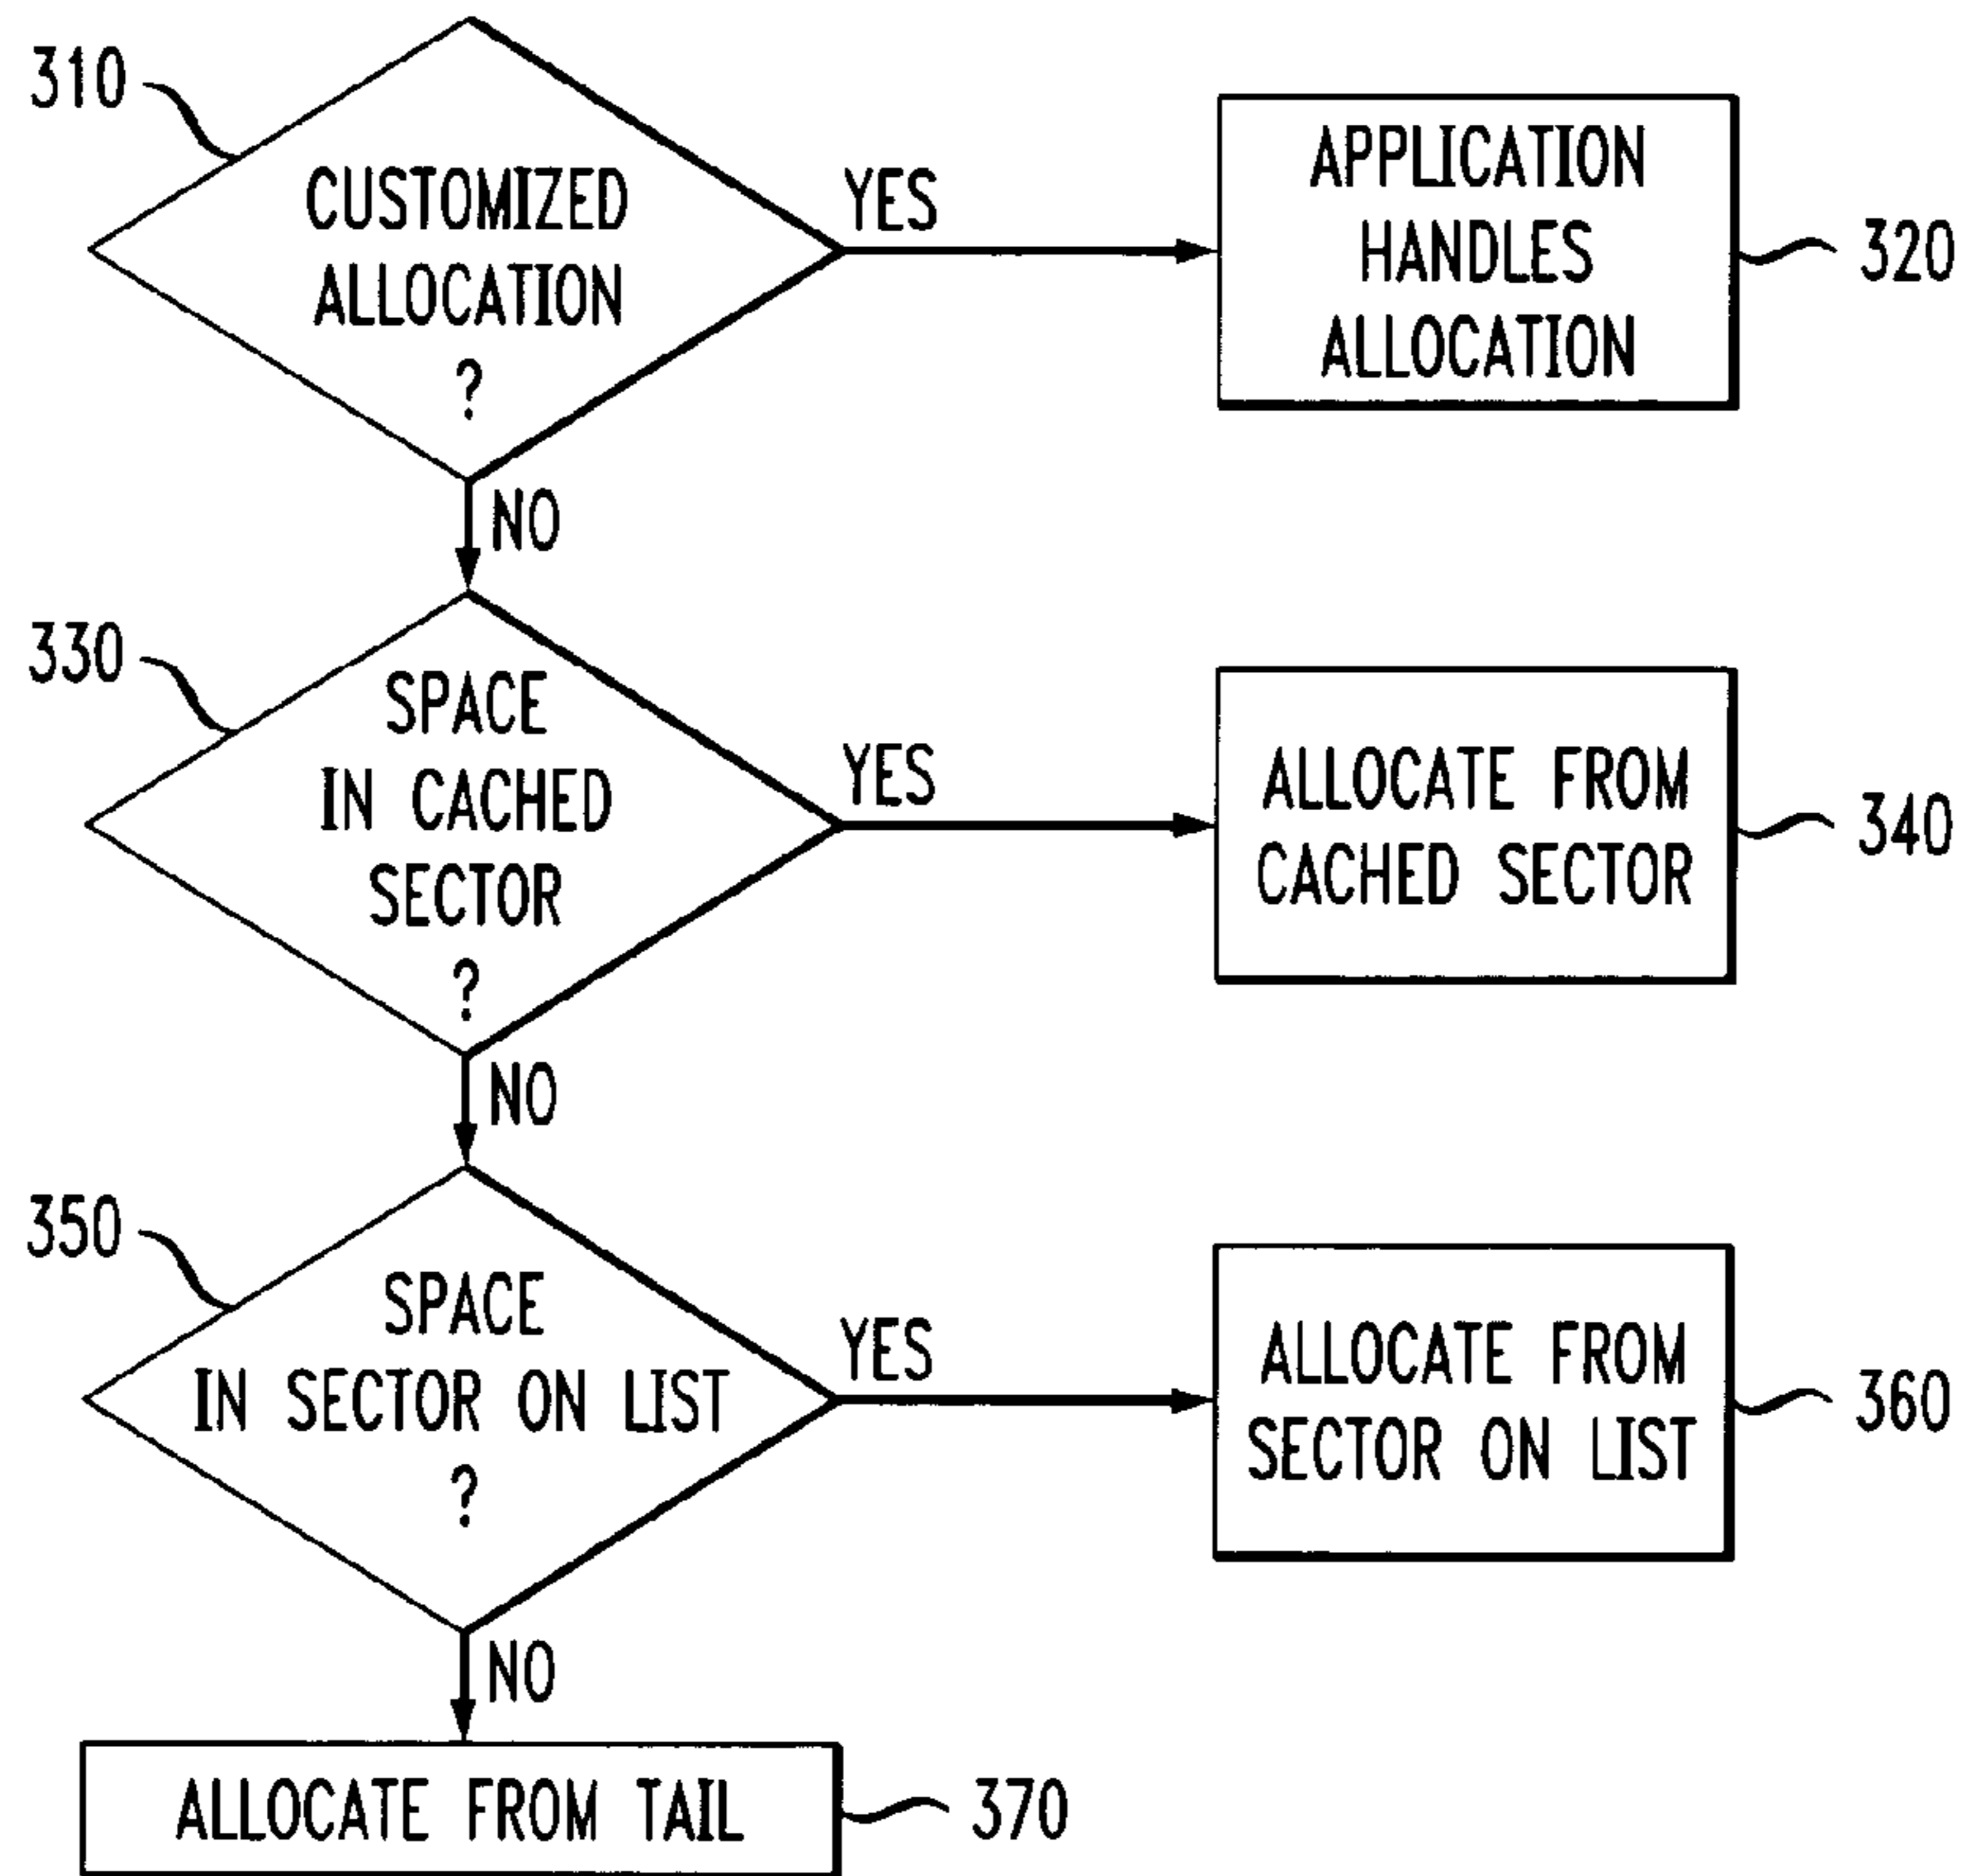 310
CUSTOMIZED
ALLOCATION
?
YES
APPLICATION
HANDLES
ALLOCATION
320
NO
330
SPACE
IN CACHED
SECTOR
?
YES
ALLOCATE FROM
CACHED SECTOR
340
NO
350
SPACE
IN SECTOR ON LIST
?
YES
ALLOCATE FROM
SECTOR ON LIST
360
NO
ALLOCATE FROM TAIL
370